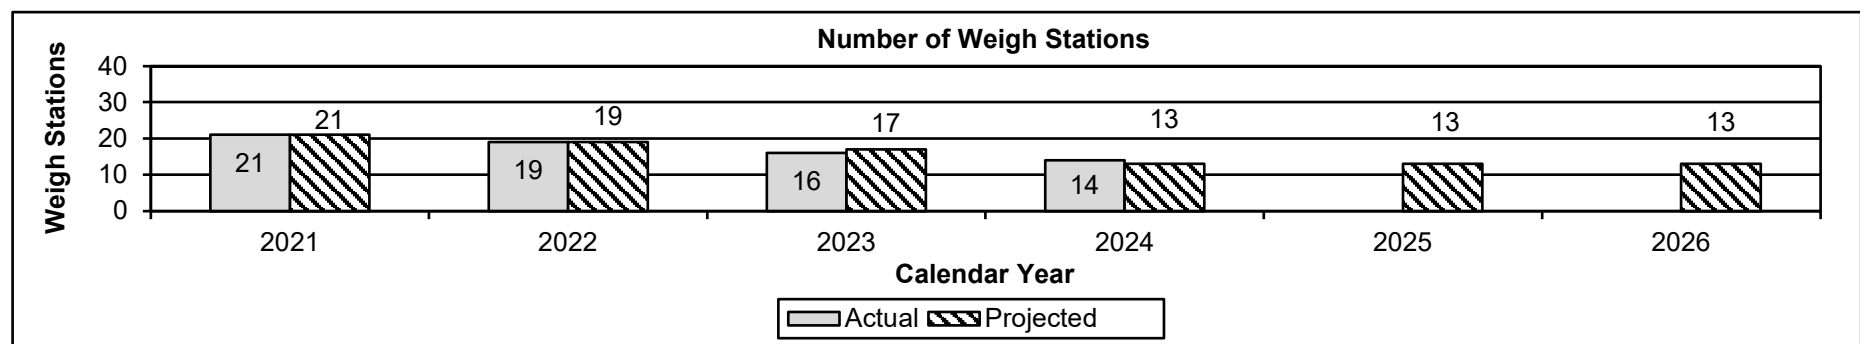 Number of Weigh Stations
Weigh Stations
40
30
20
10
0
21 19 17 13 13 13
21 19 16 14
2021 2022 2023 2024 2025 2026
Calendar Year
Actual Projected